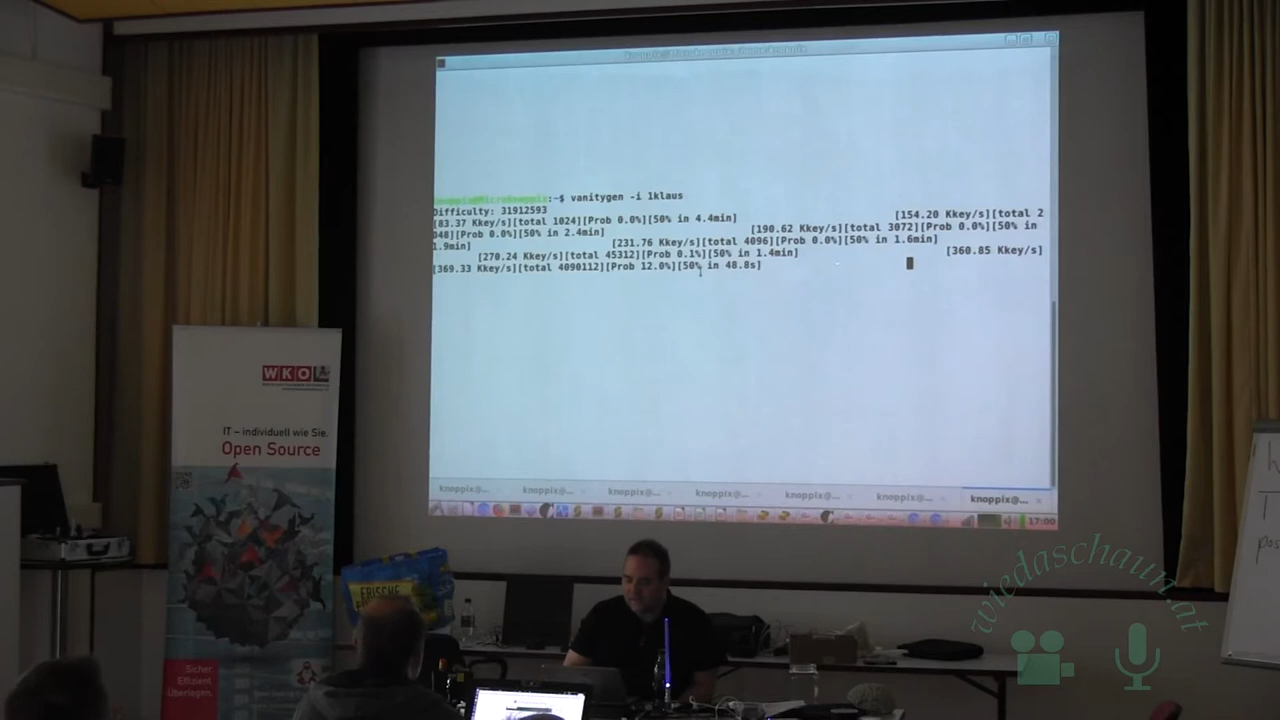 knoppix@Microknoppix:~$ vanitygen -i 1klaus
Difficulty: 31912593
[83.37 Kkey/s][total 1024][Prob 0.0%][50% in 4.4min] [154.20 Kkey/s][total 2
048][Prob 0.0%][50% in 2.4min] [190.62 Kkey/s][total 3072][Prob 0.0%][50% in
1.9min] [231.76 Kkey/s][total 4096][Prob 0.0%][50% in 1.6min]
[270.24 Kkey/s][total 45312][Prob 0.1%][50% in 1.4min] [360.85 Kkey/s]
[369.33 Kkey/s][total 4090112][Prob 12.0%][50% in 48.8s]
knoppix@... knoppix@... knoppix@... knoppix@... knoppix@... knoppix@... knoppix@...
17:00
WKO
IT – individuell wie Sie.
Open Source
Sicher.
Effizient
Überlegen.
FRISCHE
wiedaschaun.at